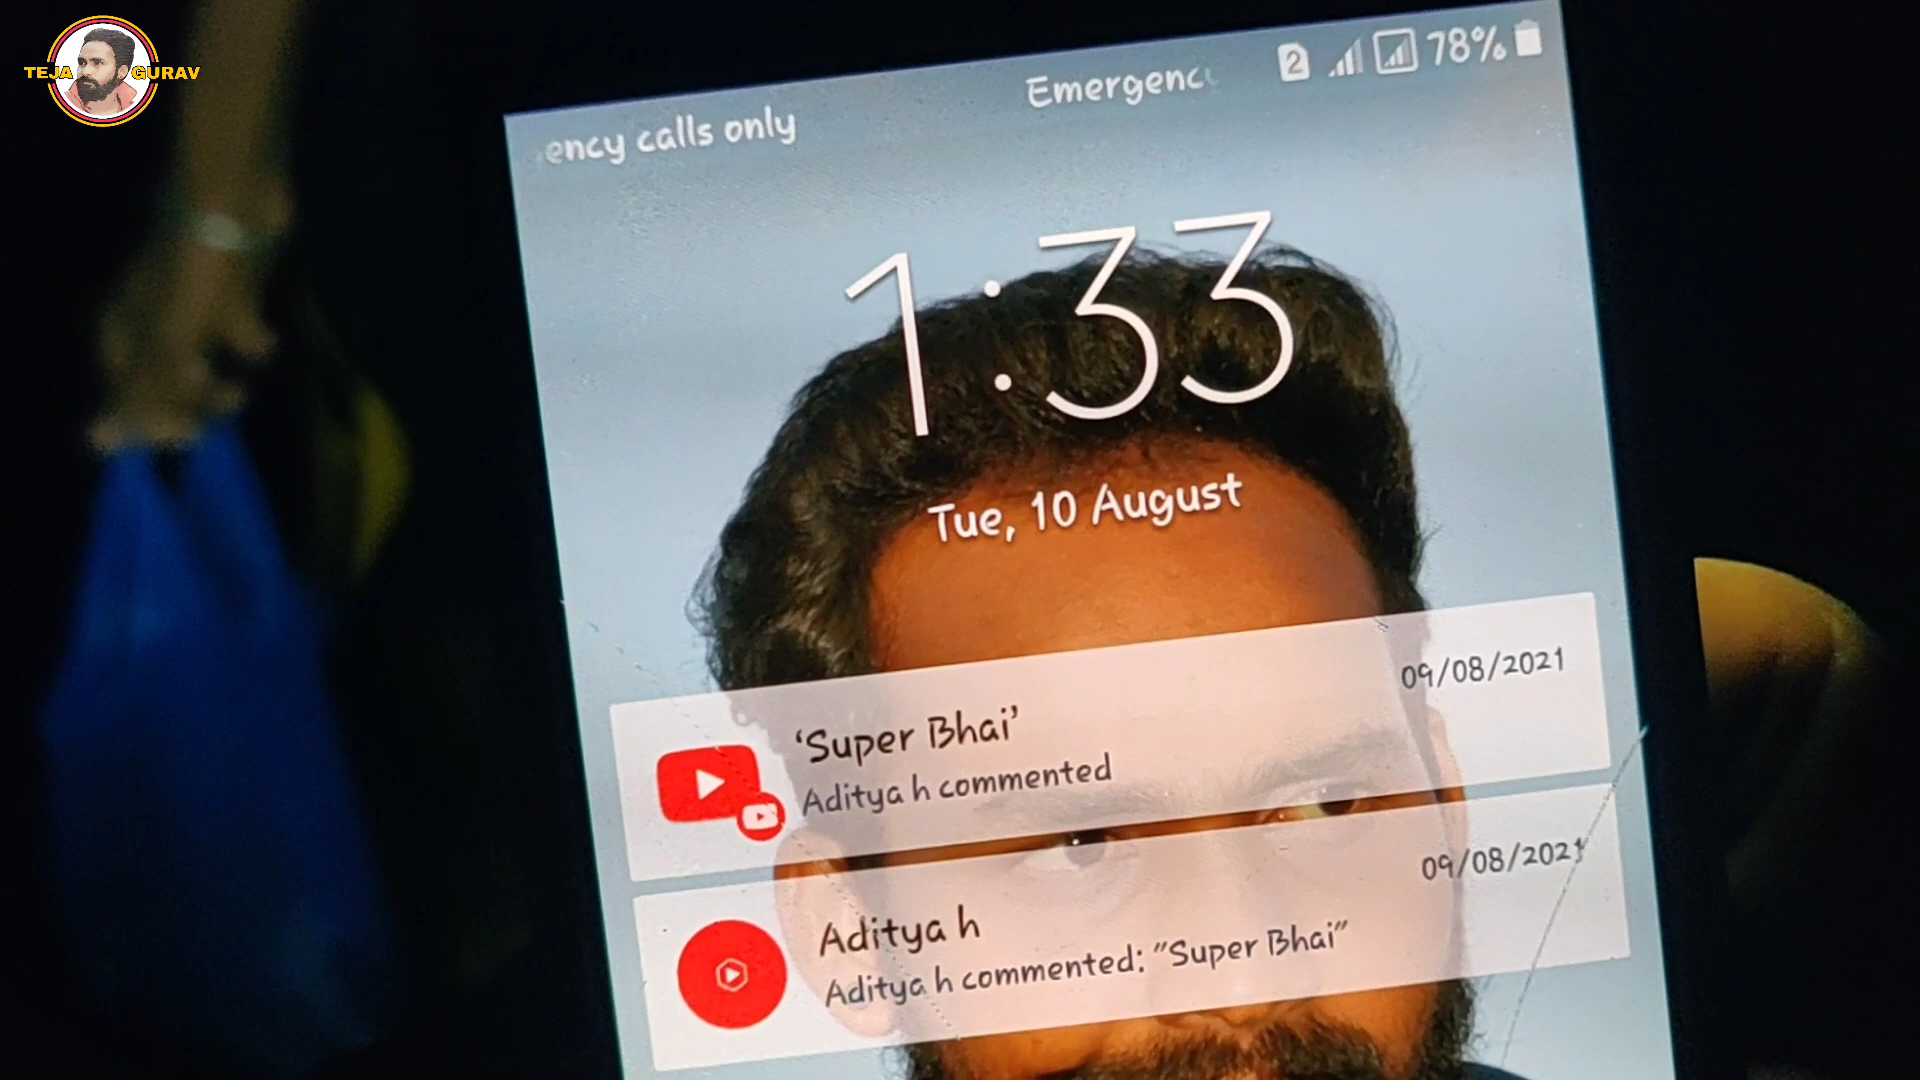 TEJA GURAV
ency calls only Emergenc 2 78%
1:33
Tue, 10 August
09/08/2021
‘Super Bhai’
Aditya h commented
09/08/2021
Aditya h
Aditya h commented: "Super Bhai"